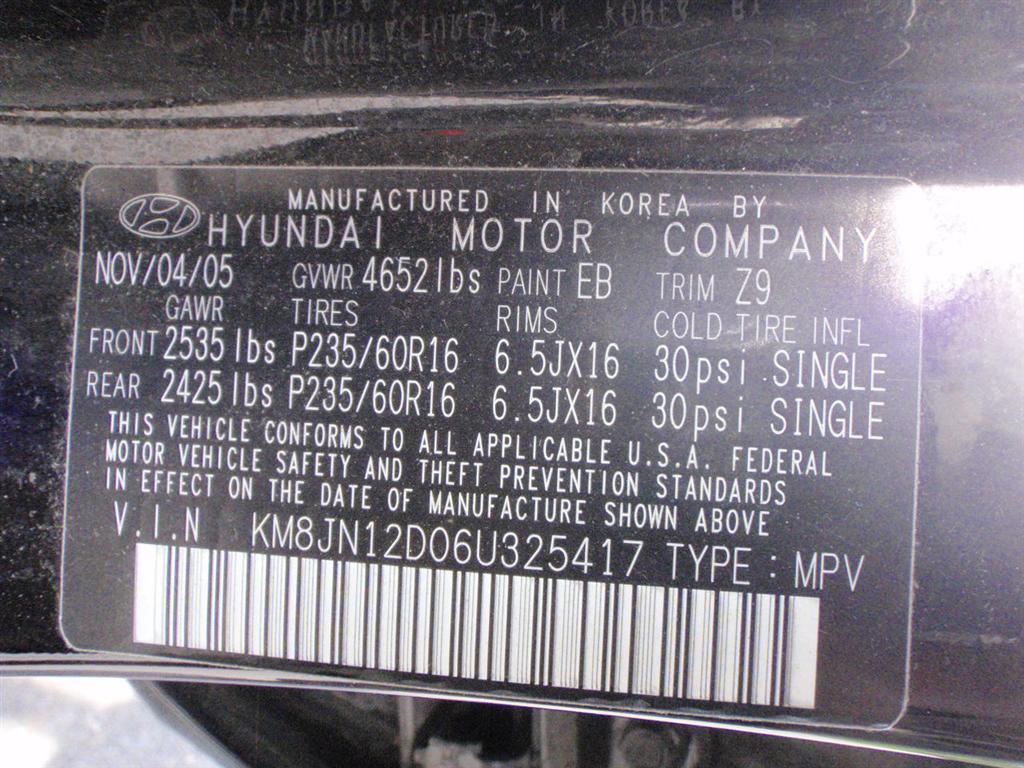 MANUFACTURED IN KOREA BY
HYUNDAI MOTOR COMPANY
NOV/04/05 GVWR 4652lbs PAINT EB TRIM Z9
GAWR TIRES RIMS COLD TIRE INFL
FRONT 2535lbs P235/60R16 6.5JX16 30psi SINGLE
REAR 2425lbs P235/60R16 6.5JX16 30psi SINGLE
THIS VEHICLE CONFORMS TO ALL APPLICABLE U.S.A. FEDERAL
MOTOR VEHICLE SAFETY AND THEFT PREVENTION STANDARDS
IN EFFECT ON THE DATE OF MANUFACTURE SHOWN ABOVE
V.I.N KM8JN12D06U325417 TYPE : MPV